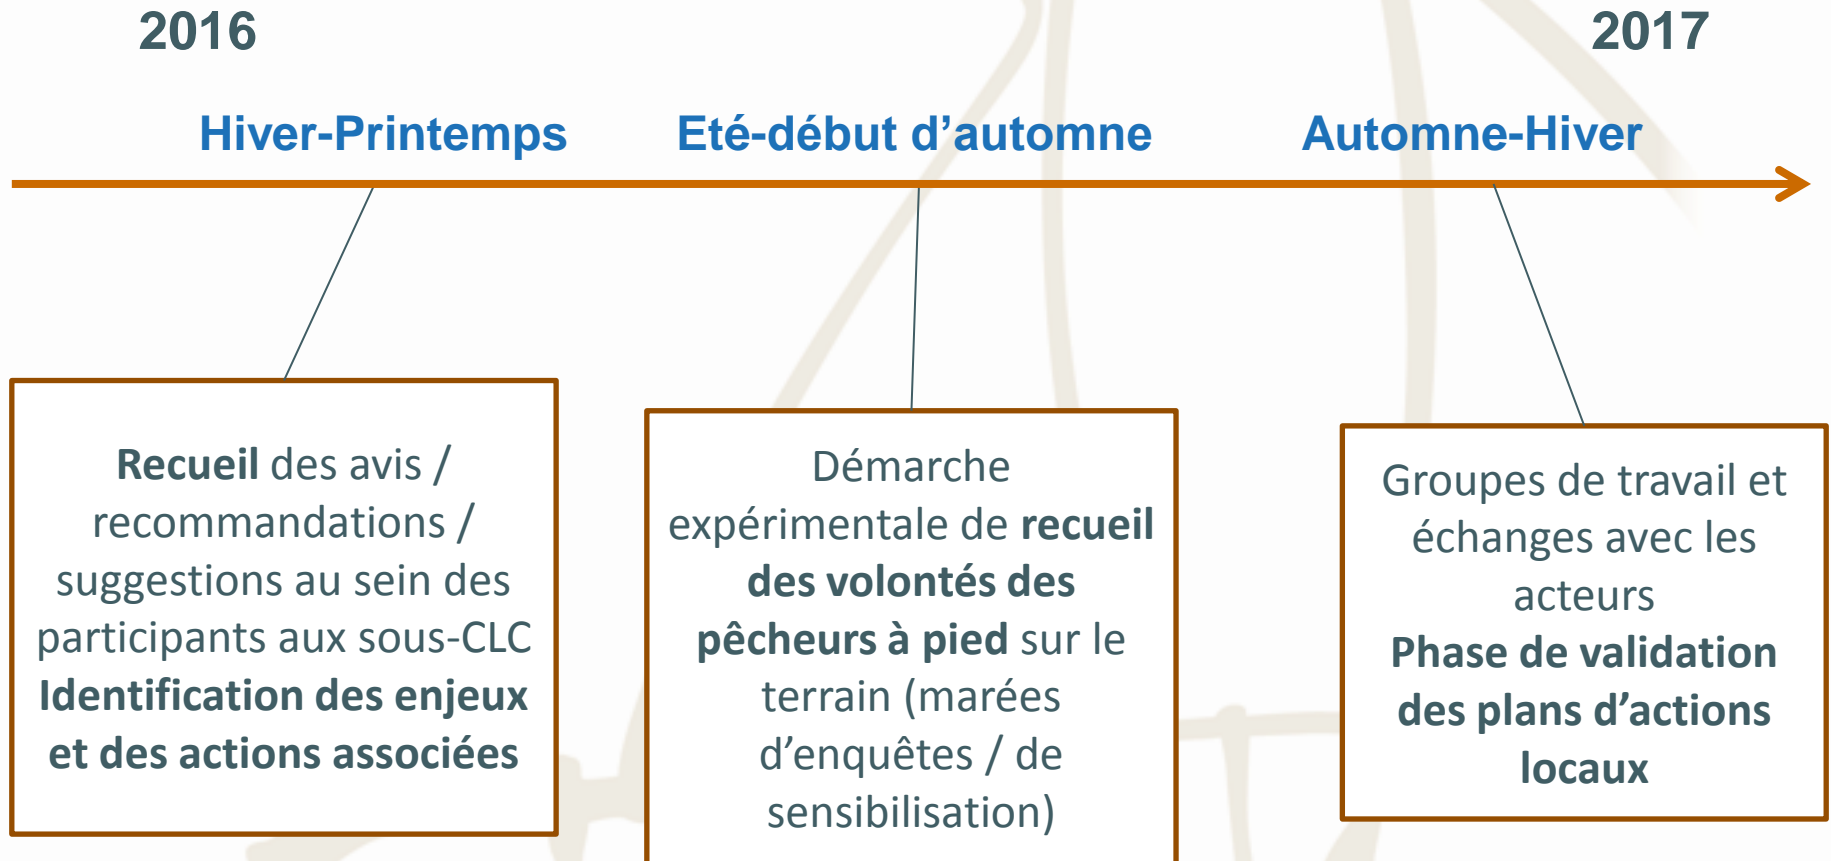 2016
2017
Hiver-Printemps
Eté-début d’automne
Automne-Hiver
Recueil des avis /
recommandations /
suggestions au sein des
participants aux sous-CLC
Identification des enjeux
et des actions associées
Démarche
expérimentale de recueil
des volontés des
pêcheurs à pied sur le
terrain (marées
d’enquêtes / de
sensibilisation)
Groupes de travail et
échanges avec les
acteurs
Phase de validation
des plans d’actions
locaux